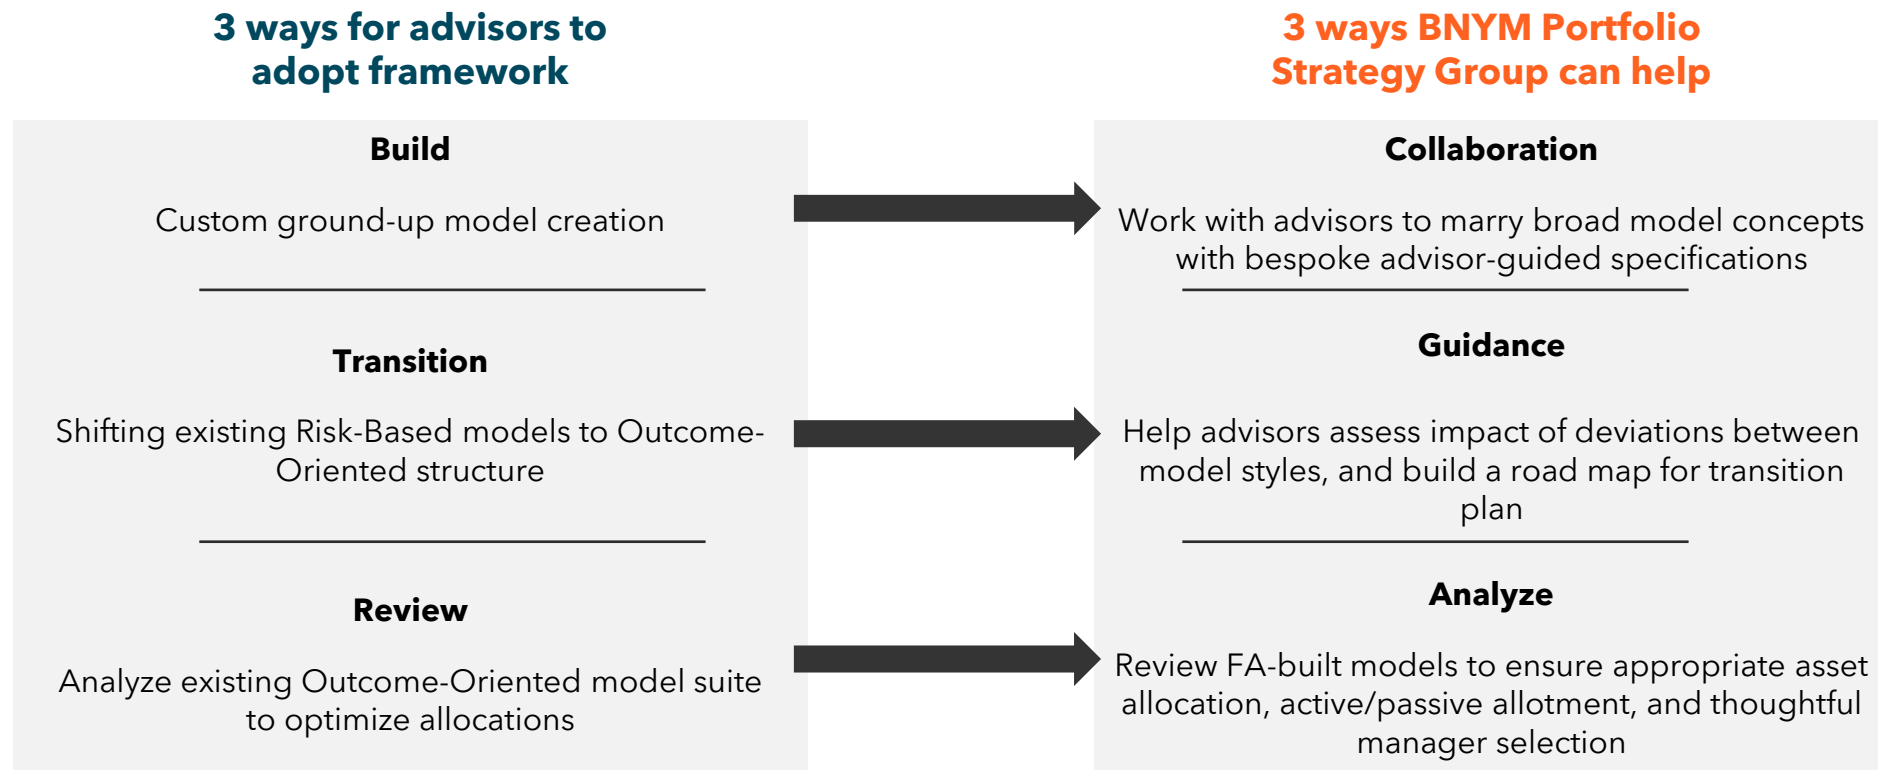 3 ways for advisors to
adopt framework
Build
Custom ground-up model creation
Transition
Shifting existing Risk-Based models to Outcome-
Oriented structure
Review
Analyze existing Outcome-Oriented model suite
to optimize allocations
3 ways BNYM Portfolio
Strategy Group can help
Collaboration
Work with advisors to marry broad model concepts
with bespoke advisor-guided specifications
Guidance
Help advisors assess impact of deviations between
model styles, and build a road map for transition
plan
Analyze
Review FA-built models to ensure appropriate asset
allocation, active/passive allotment, and thoughtful
manager selection